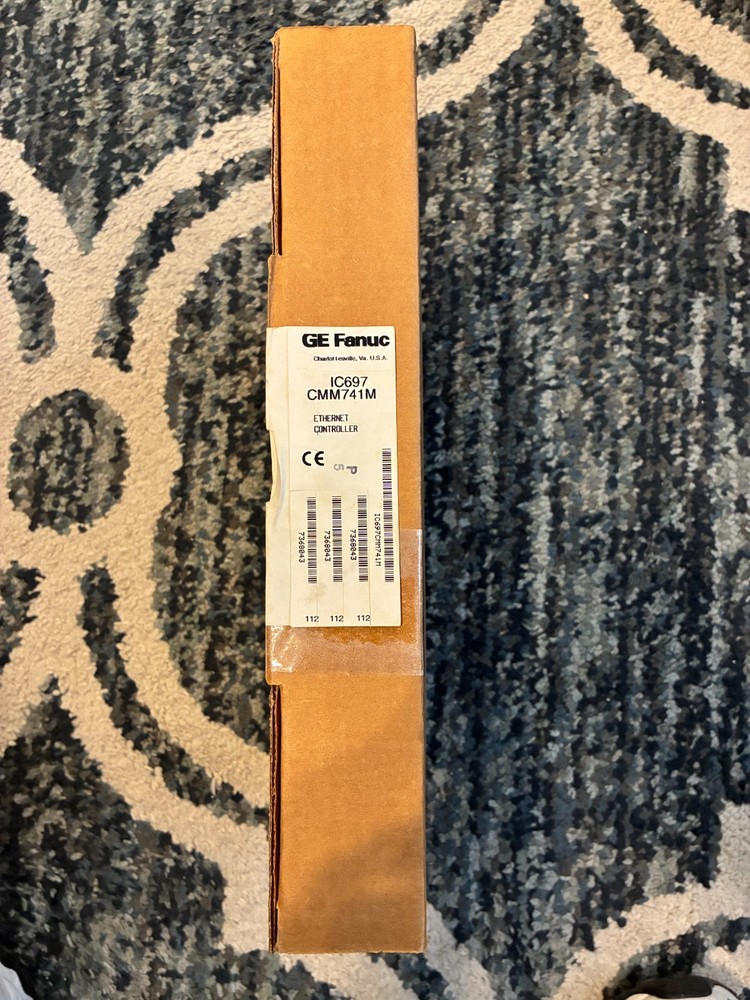 GE Fanuc
Charlottesville, Va. U.S.A.
IC697
CMM741M
ETHERNET
CONTROLLER
CE
P
5
IC697CMM741M
7368043
7368043
7368043
112 112 112